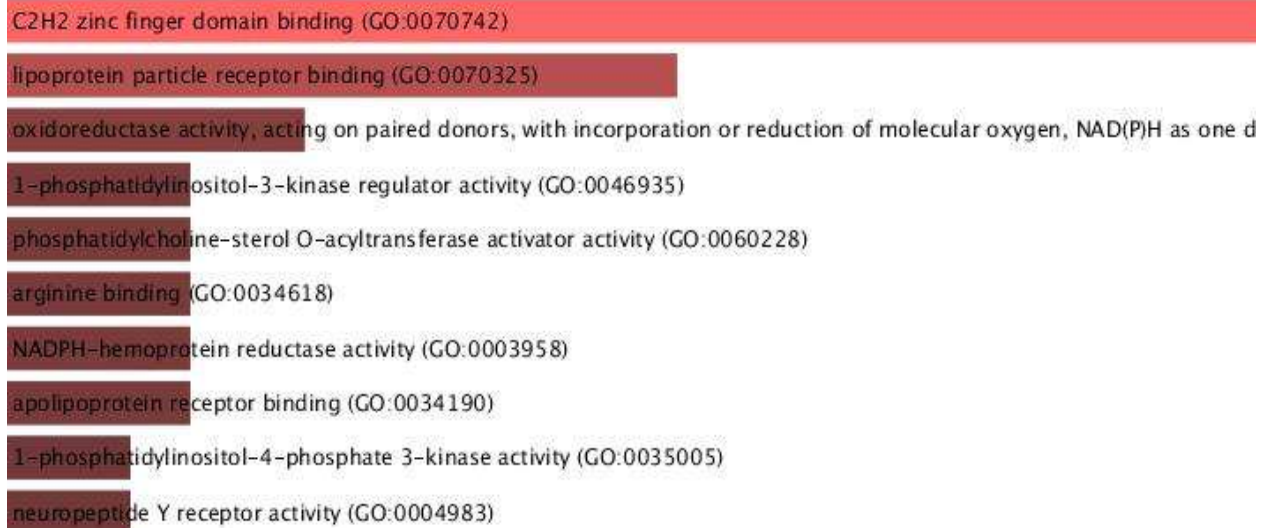 C2H2 zinc finger domain binding (GO:0070742)
lipoprotein particle receptor binding (GO:0070325)
oxidoreductase activity, acting on paired donors, with incorporation or reduction of molecular oxygen, NAD(P)H as one d
1-phosphatidylinositol-3-kinase regulator activity (GO:0046935)
phosphatidylcholine-sterol O-acyltransferase activator activity (GO:0060228)
arginine binding (GO:0034618)
NADPH-hemoprotein reductase activity (GO:0003958)
apolipoprotein receptor binding (GO:0034190)
1-phosphatidylinositol-4-phosphate 3-kinase activity (GO:0035005)
neuropeptide Y receptor activity (GO:0004983)